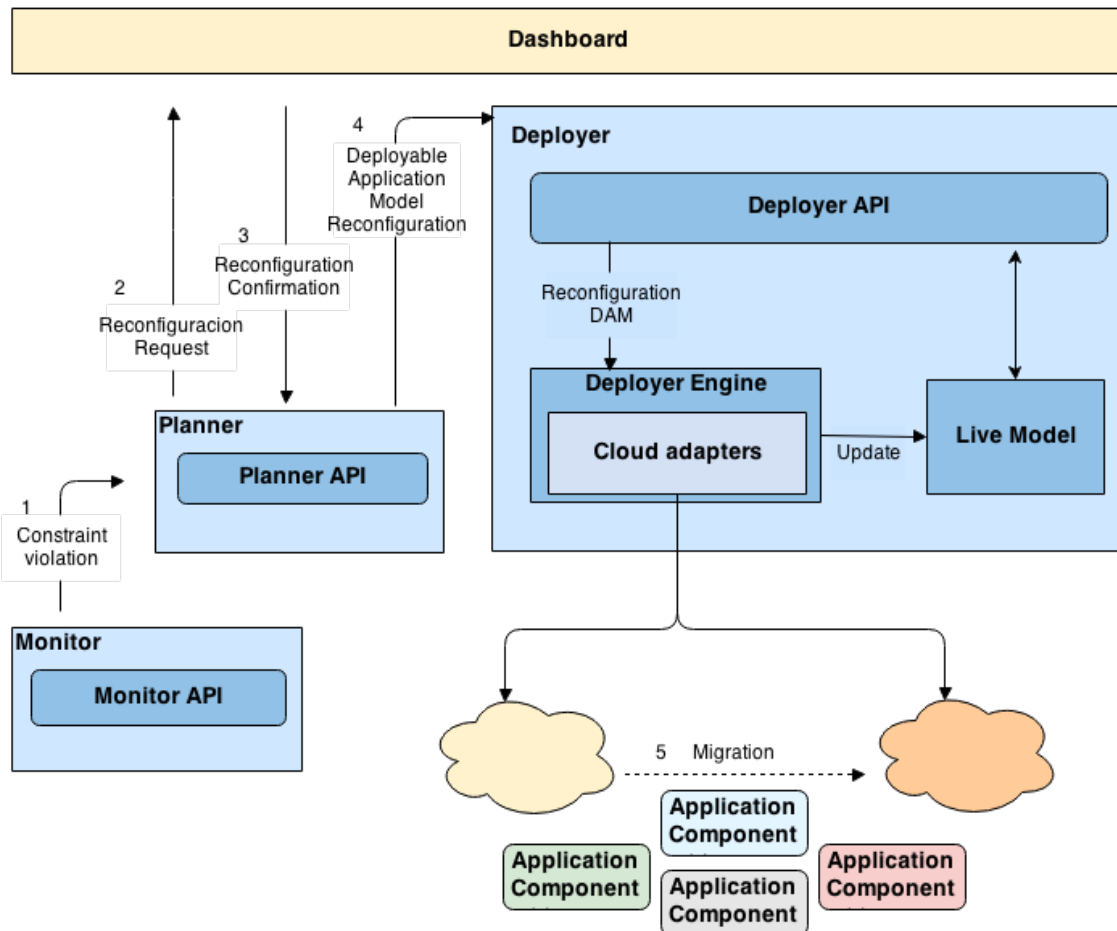 Dashboard
4
Deployable
Application
Model
Reconfiguration
3
Reconfiguration
Confirmation
2
Reconfiguracion
Request
Deployer
Deployer API
Reconfiguration
DAM
Deployer Engine
Cloud adapters
Update
Live Model
Planner
Planner API
1
Constraint
violation
Monitor
Monitor API
5 Migration
Application
Component
Application
Component
Application
Component
Application
Component